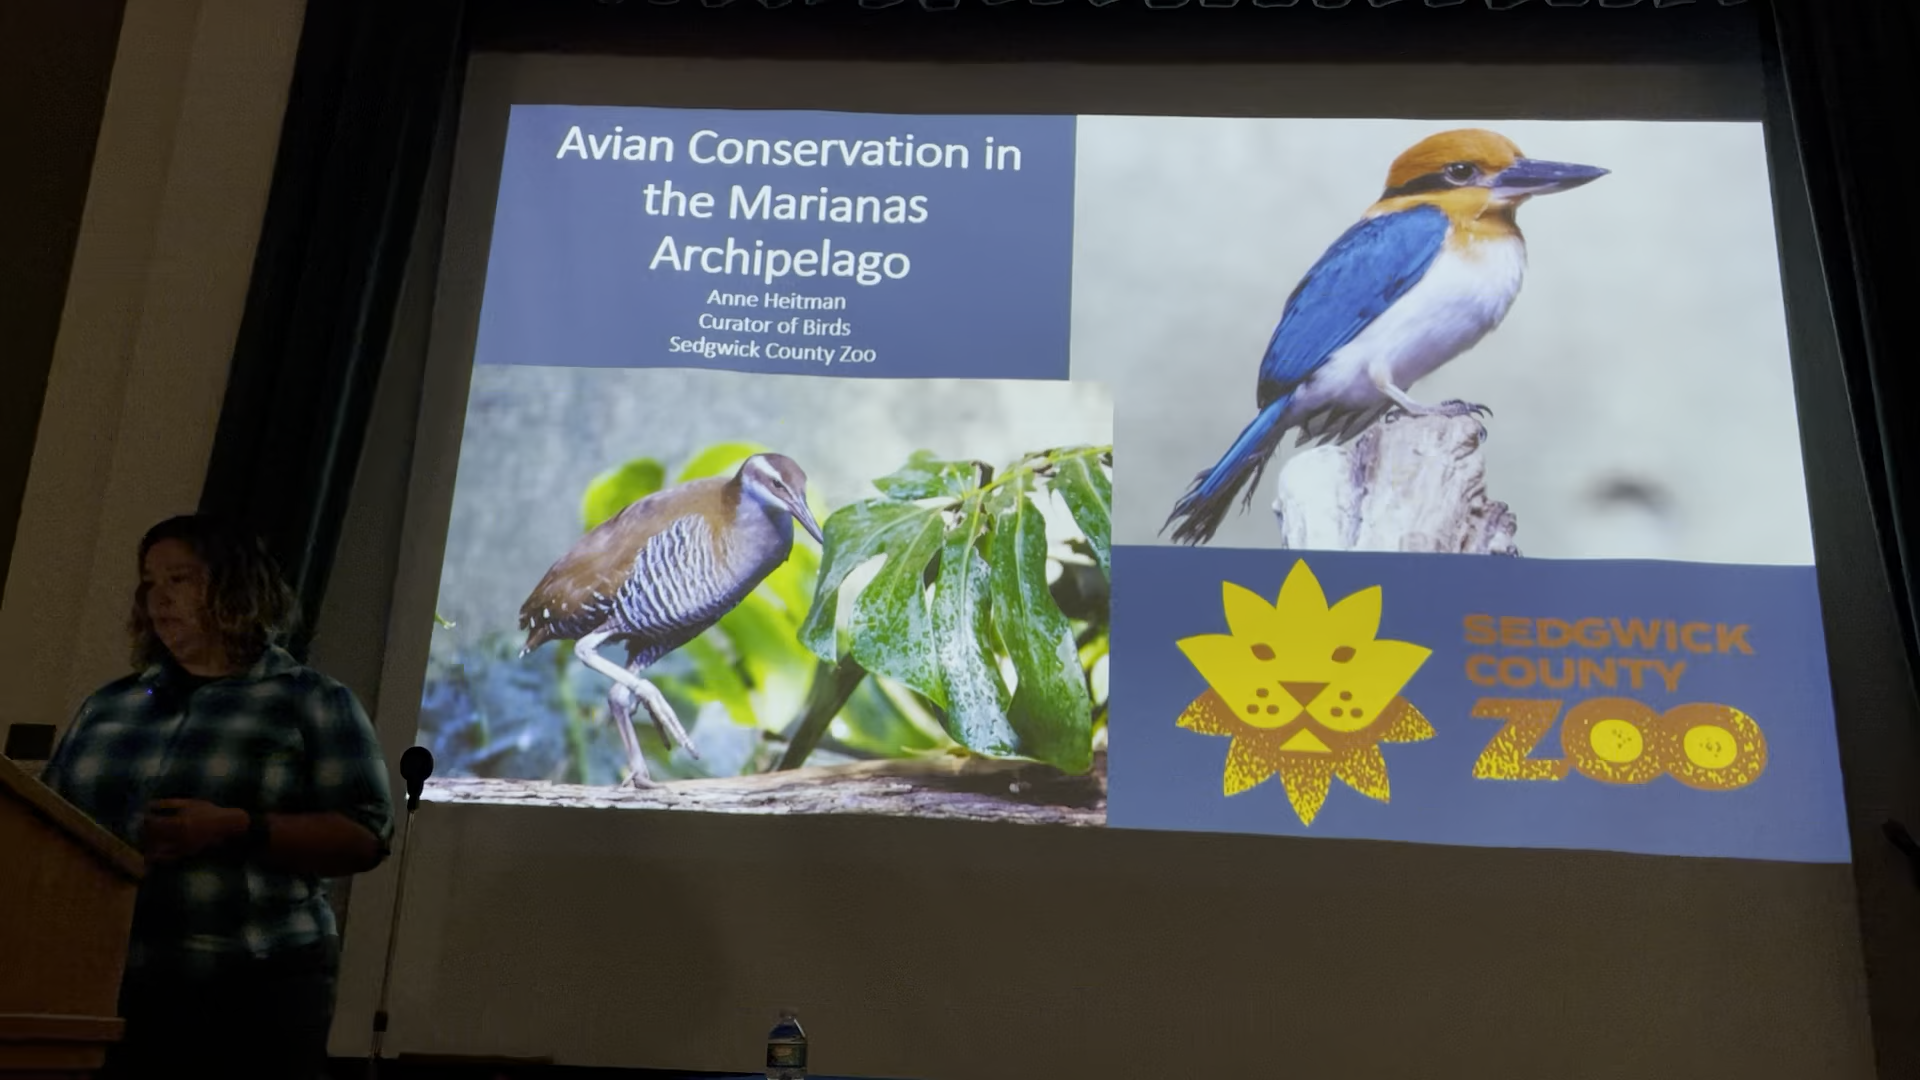 Avian Conservation in
the Marianas
Archipelago
Anne Heitman
Curator of Birds
Sedgwick County Zoo
SEDGWICK
COUNTY
ZOO